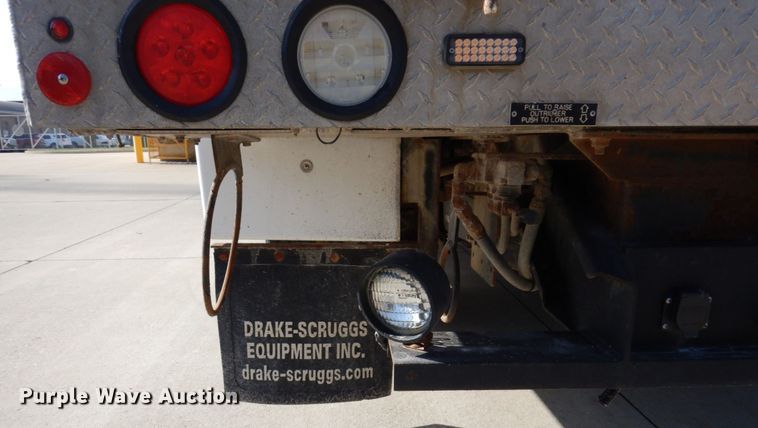 PULL TO RAISE
OUTRIGGER
PUSH TO LOWER
DRAKE-SCRUGGS
EQUIPMENT INC.
drake-scruggs.com
Purple Wave Auction